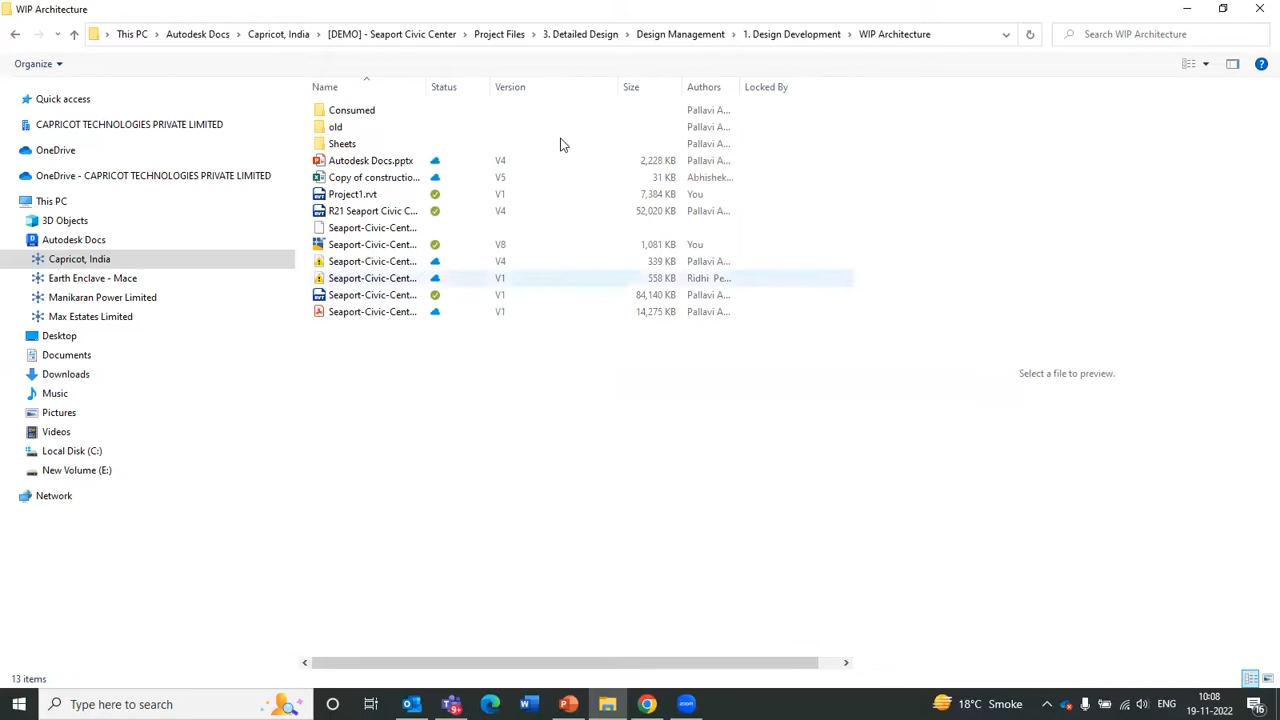 WIP Architecture
This PC > Autodesk Docs > Capricot, India > [DEMO] - Seaport Civic Center > Project Files > 3. Detailed Design > Design Management > 1. Design Development > WIP Architecture
Search WIP Architecture
Organize
Name Status Version Size Authors Locked By
Quick access
CAPRICOT TECHNOLOGIES PRIVATE LIMITED
OneDrive
OneDrive - CAPRICOT TECHNOLOGIES PRIVATE LIMITED
This PC
3D Objects
Autodesk Docs
Capricot, India
Earth Enclave - Mace
Manikaran Power Limited
Max Estates Limited
Desktop
Documents
Downloads
Music
Pictures
Videos
Local Disk (C:)
New Volume (E:)
Network
Consumed Pallavi A...
old Pallavi A...
Sheets Pallavi A...
Autodesk Docs.pptx V4 2,228 KB Pallavi A...
Copy of constructio... V5 31 KB Abhishek...
Project1.rvt V1 7,384 KB You
R21 Seaport Civic C... V4 52,020 KB Pallavi A...
Seaport-Civic-Cent...
Seaport-Civic-Cent... V8 1,081 KB You
Seaport-Civic-Cent... V4 339 KB Pallavi A...
Seaport-Civic-Cent... V1 558 KB Ridhi Pe...
Seaport-Civic-Cent... V1 84,140 KB Pallavi A...
Seaport-Civic-Cent... V1 14,275 KB Pallavi A...
Select a file to preview.
13 items
Type here to search
18°C Smoke
ENG
10:08
19-11-2022